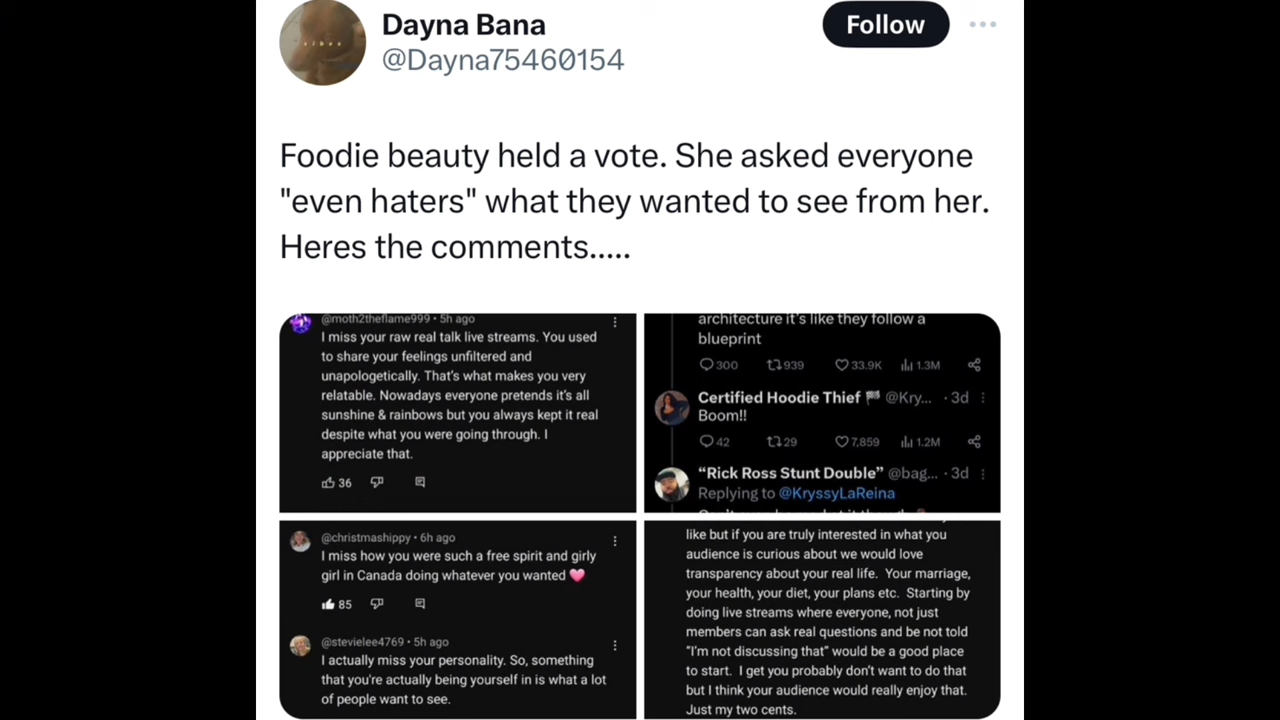 Dayna Bana
@Dayna75460154
Follow
Foodie beauty held a vote. She asked everyone
"even haters" what they wanted to see from her.
Heres the comments.....
@moth2theflame999 • 5h ago
I miss your raw real talk live streams. You used
to share your feelings unfiltered and
unapologetically. That's what makes you very
relatable. Nowadays everyone pretends it's all
sunshine & rainbows but you always kept it real
despite what you were going through. I
appreciate that.
36
architecture it's like they follow a
blueprint
300 939 33.9K 1.3M
Certified Hoodie Thief @Kry... • 3d
Boom!!
42 29 7,859 1.2M
“Rick Ross Stunt Double” @bag... • 3d
Replying to @KryssyLaReina
@christmashippy • 6h ago
I miss how you were such a free spirit and girly
girl in Canada doing whatever you wanted
85
@stevielee4769 • 5h ago
I actually miss your personality. So, something
that you're actually being yourself in is what a lot
of people want to see.
like but if you are truly interested in what you
audience is curious about we would love
transparency about your real life. Your marriage,
your health, your diet, your plans etc. Starting by
doing live streams where everyone, not just
members can ask real questions and be not told
“I'm not discussing that” would be a good place
to start. I get you probably don't want to do that
but I think your audience would really enjoy that.
Just my two cents.